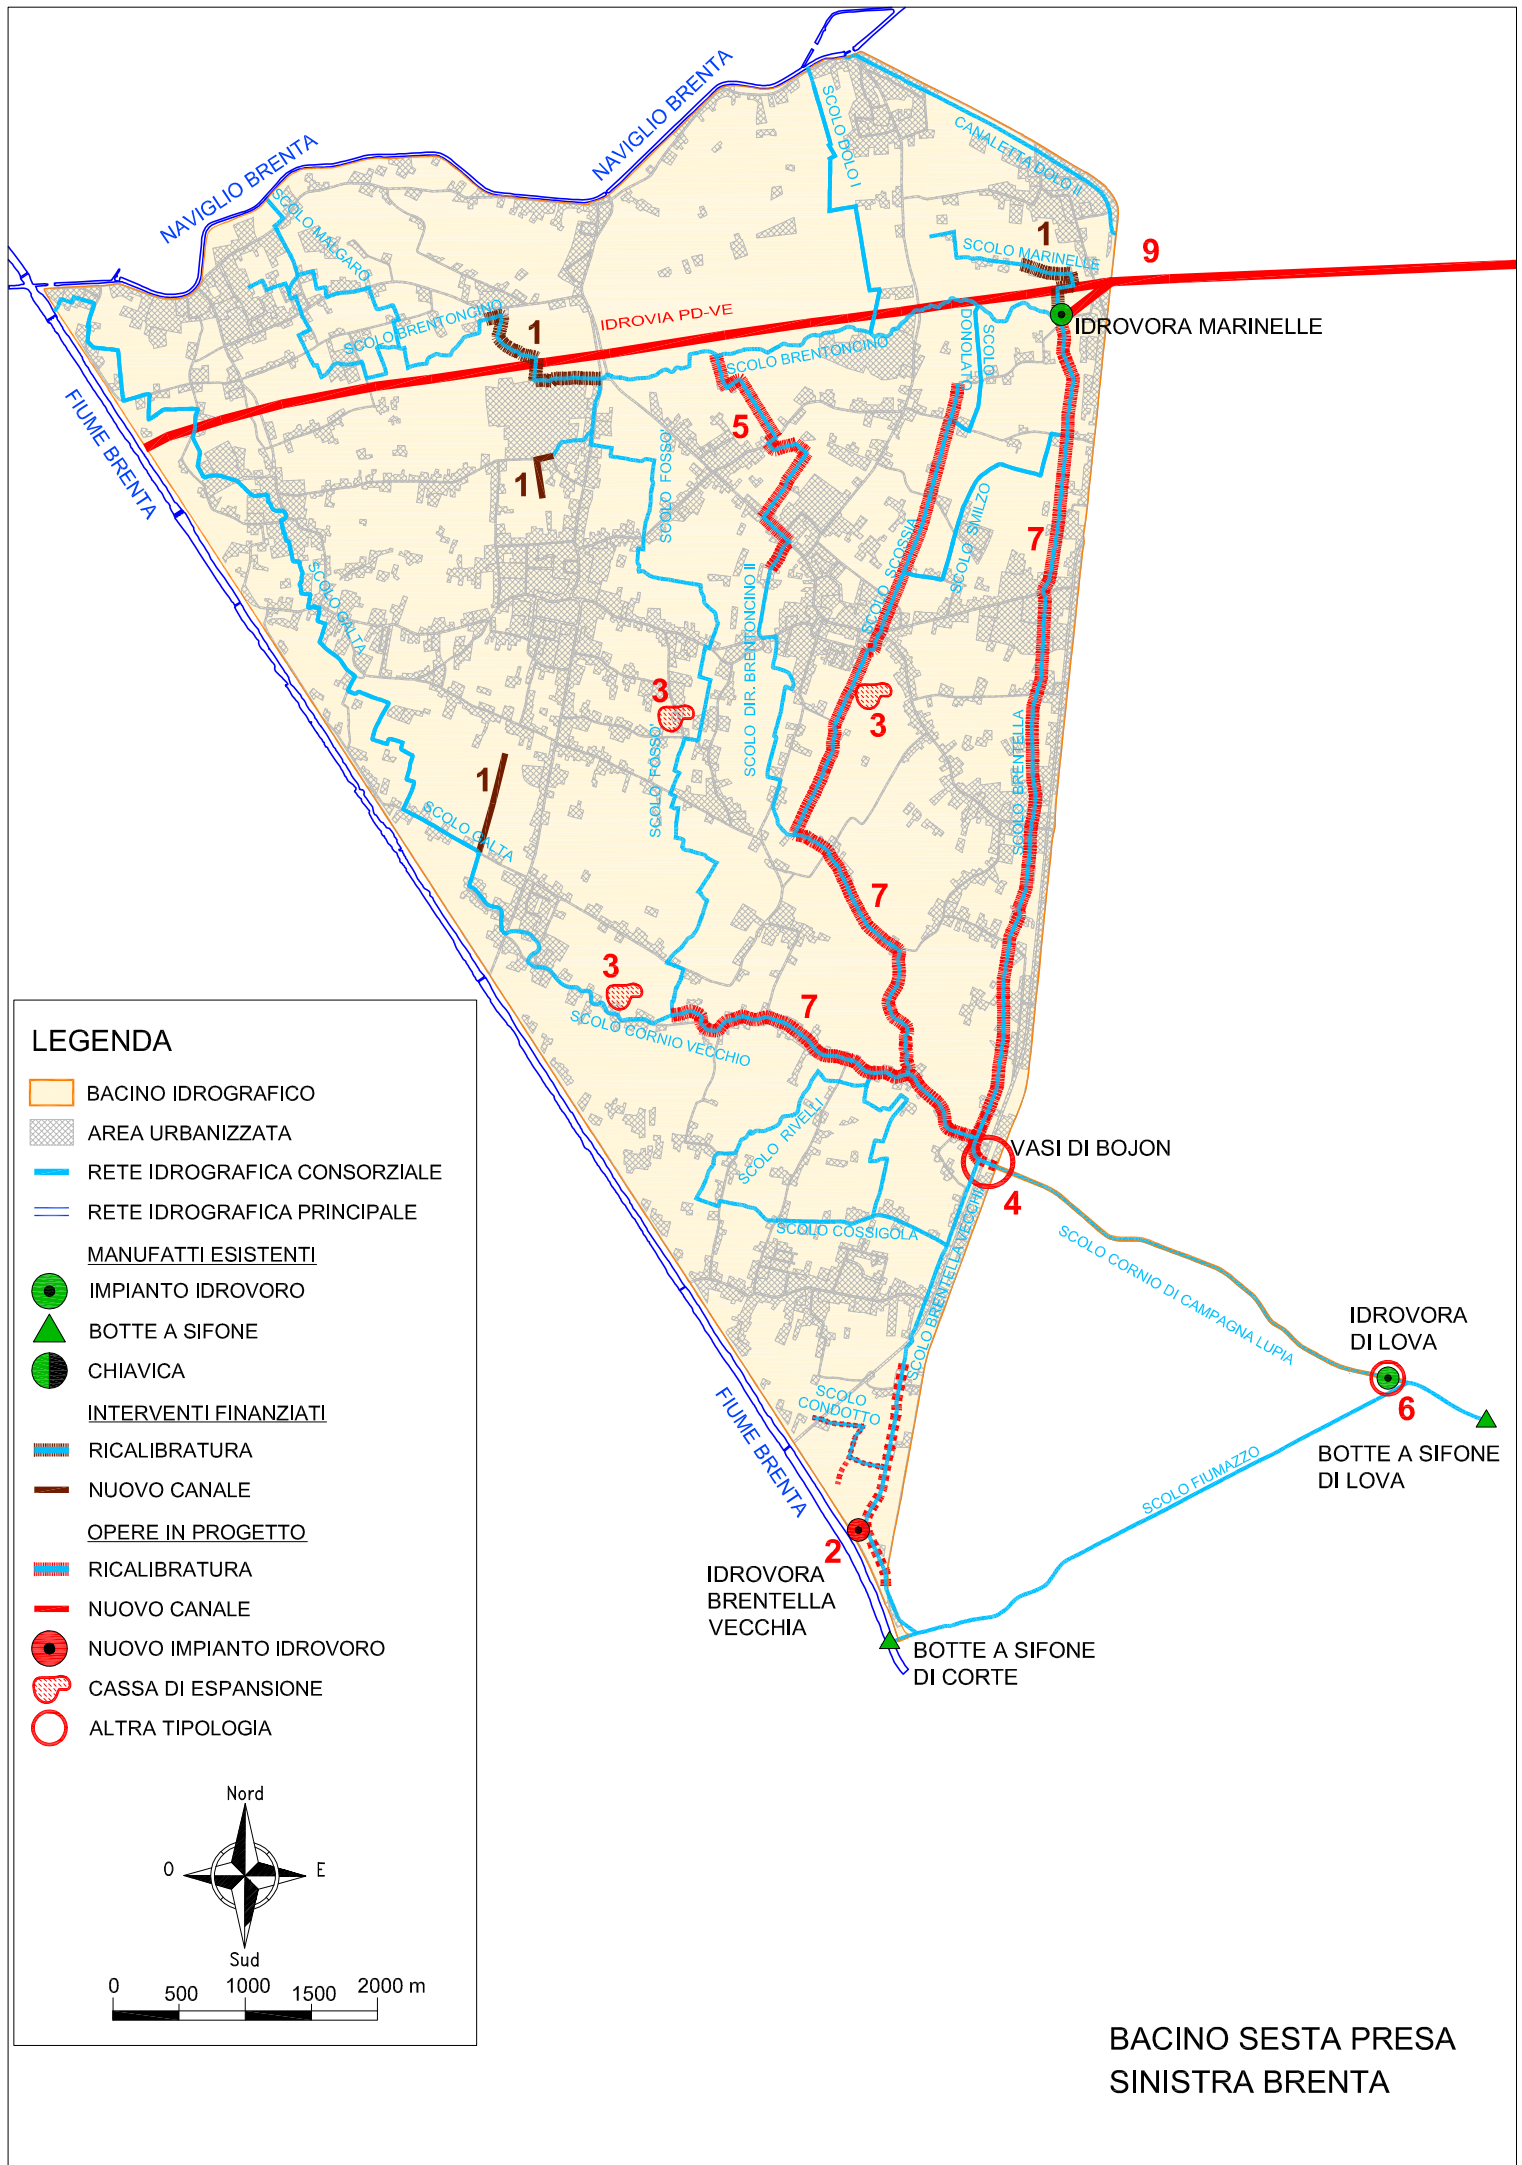 NAVIGLIO BRENTA
NAVIGLIO BRENTA
SCOLO DOLO I
CANALETTA DOLO II
SCOLO MALGARO
1
SCOLO MARINELLE
9
SCOLO BRENTONCINO
1
IDROVIA PD-VE
IDROVORA MARINELLE
SCOLO BRENTONCINO
SCOLO
DONOLATO
FIUME BRENTA
5
SCOLO FOSSO'
1
SCOLO SMILZO
7
SCOLO SCOSSIA
SCOLO GALTA
SCOLO DIR. BRENTONCINO II
3
3
SCOLO FOSSO'
SCOLO BRENTELLA
1
SCOLO GALTA
7
3
7
SCOLO CORNIO VECCHIO
SCOLO RIVELLI
VASI DI BOJON
4
SCOLO COSSIGOLA
SCOLO BRENTELLA VECCHIA
SCOLO CORNIO DI CAMPAGNA LUPIA
IDROVORA
DI LOVA
6
SCOLO
CONDOTTO
FIUME BRENTA
BOTTE A SIFONE
DI LOVA
SCOLO FIUMAZZO
2
IDROVORA
BRENTELLA
VECCHIA
BOTTE A SIFONE
DI CORTE
LEGENDA
BACINO IDROGRAFICO
AREA URBANIZZATA
RETE IDROGRAFICA CONSORZIALE
RETE IDROGRAFICA PRINCIPALE
MANUFATTI ESISTENTI
IMPIANTO IDROVORO
BOTTE A SIFONE
CHIAVICA
INTERVENTI FINANZIATI
RICALIBRATURA
NUOVO CANALE
OPERE IN PROGETTO
RICALIBRATURA
NUOVO CANALE
NUOVO IMPIANTO IDROVORO
CASSA DI ESPANSIONE
ALTRA TIPOLOGIA
Nord
O
E
Sud
0 500 1000 1500 2000 m
BACINO SESTA PRESA
SINISTRA BRENTA